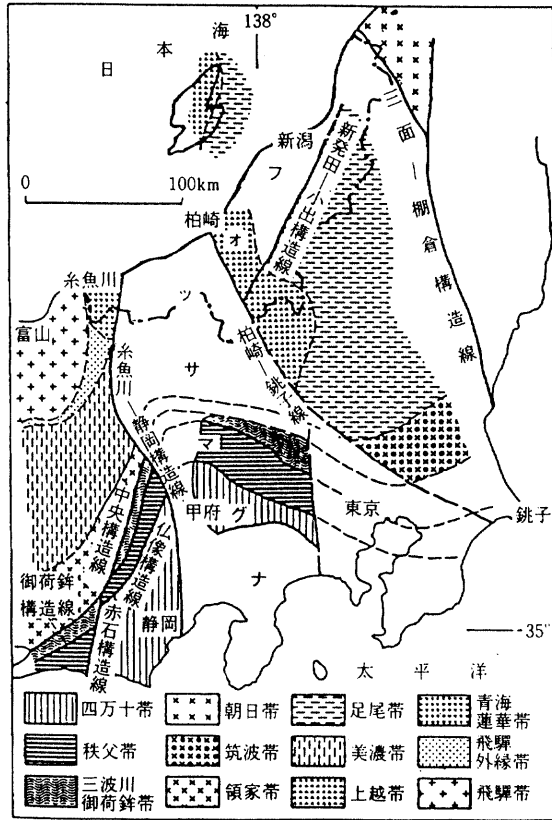 138°
日本海
新潟
フォッサマグナ
0 100km
柏崎
糸魚川
富山
三面―棚倉構造線
新発田―小出構造線
柏崎―銚子線
糸魚川―静岡構造線
中央構造線
仏像構造線
赤石構造線
御荷鉾
構造線
甲府
東京
銚子
静岡
35°
太平洋
四万十帯
朝日帯
足尾帯
青海
蓮華帯
秩父帯
筑波帯
美濃帯
飛驒
外縁帯
三波川
御荷鉾帯
領家帯
上越帯
飛驒帯